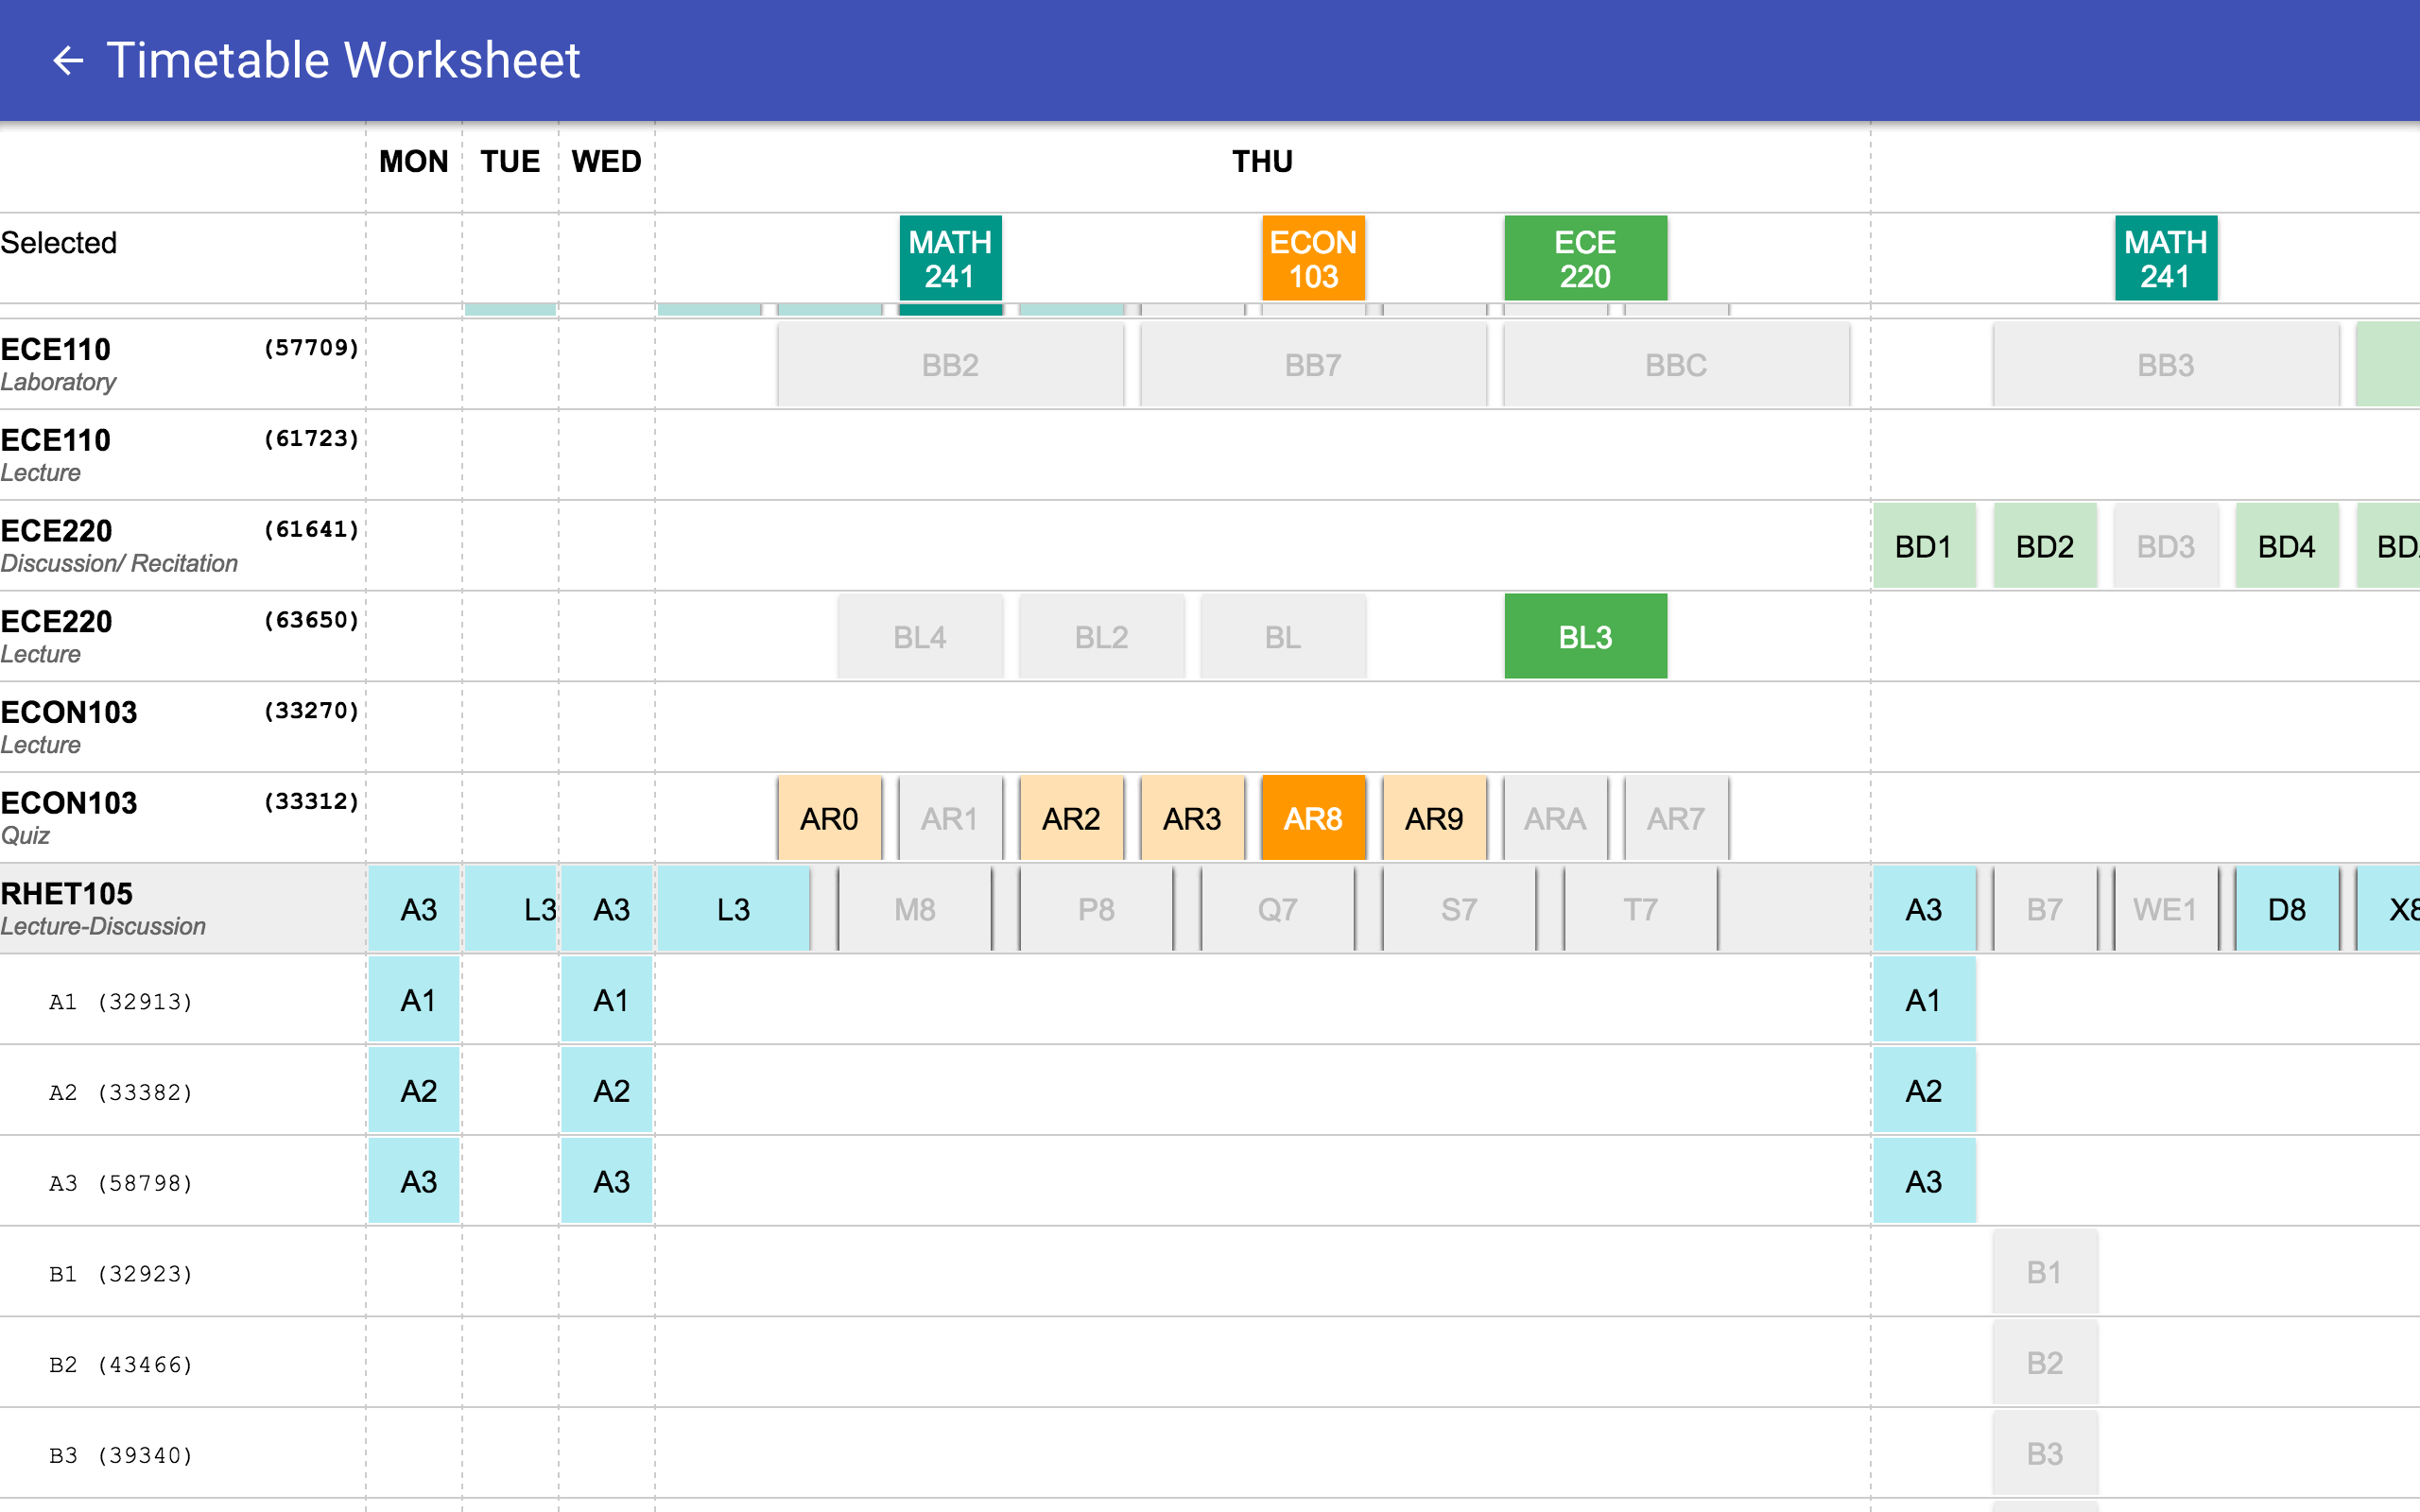 Timetable Worksheet
MON TUE WED THU
Selected MATH 241 ECON 103 ECE 220 MATH 241
ECE110 (57709) BB2 BB7 BBC BB3
Laboratory
ECE110 (61723)
Lecture
ECE220 (61641) BD1 BD2 BD3 BD4
Discussion/ Recitation
ECE220 (63650) BL4 BL2 BL BL3
Lecture
ECON103 (33270)
Lecture
ECON103 (33312) AR0 AR1 AR2 AR3 AR8 AR9 ARA AR7
Quiz
RHET105 A3 L3 A3 L3 M8 P8 Q7 S7 T7 A3 B7 WE1 D8 X8
Lecture-Discussion
A1 (32913) A1 A1 A1
A2 (33382) A2 A2 A2
A3 (58798) A3 A3 A3
B1 (32923) B1
B2 (43466) B2
B3 (39340) B3